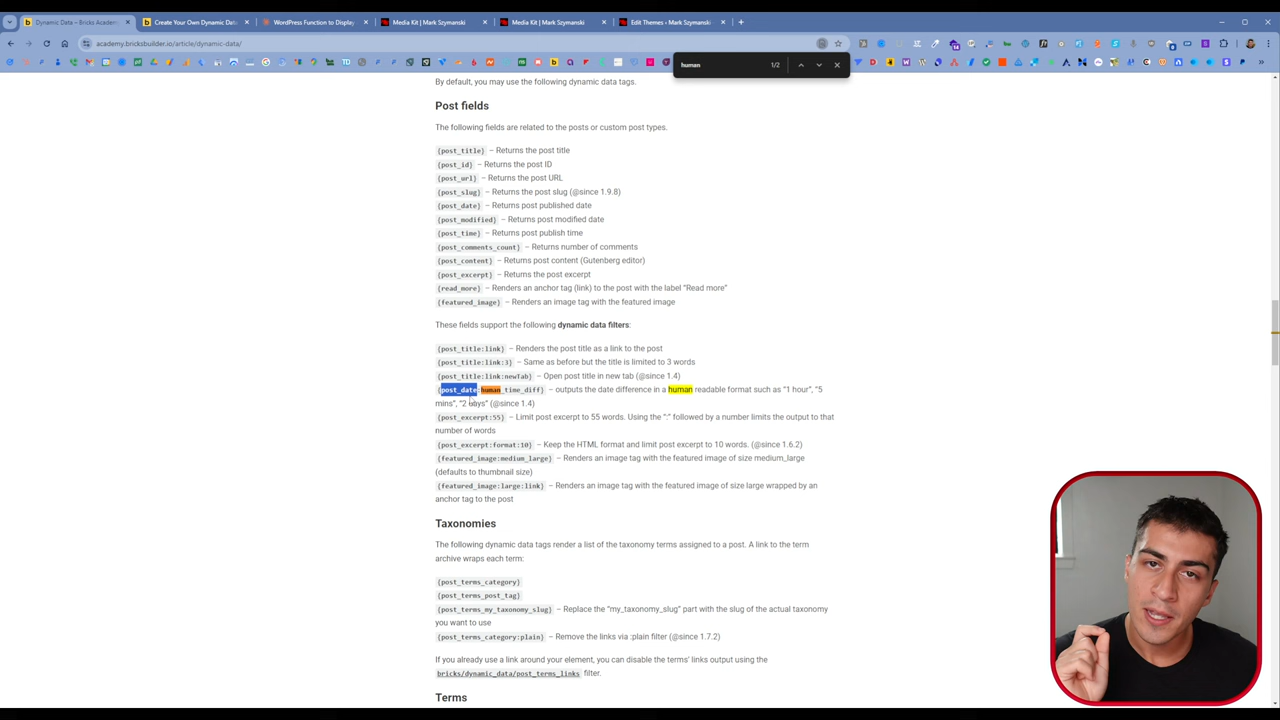 Dynamic Data – Bricks Academy
Create Your Own Dynamic Dat
WordPress Function to Display
Media Kit | Mark Szymanski
Media Kit | Mark Szymanski
Edit Themes ‹ Mark Szymanski
academy.bricksbuilder.io/article/dynamic-data/
human 1/2
By default, you may use the following dynamic data tags.
Post fields
The following fields are related to the posts or custom post types.
{post_title} – Returns the post title
{post_id} – Returns the post ID
{post_url} – Returns the post URL
{post_slug} – Returns the post slug (@since 1.9.8)
{post_date} – Returns post published date
{post_modified} – Returns post modified date
{post_time} – Returns post publish time
{post_comments_count} – Returns number of comments
{post_content} – Returns post content (Gutenberg editor)
{post_excerpt} – Returns the post excerpt
{read_more} – Renders an anchor tag (link) to the post with the label “Read more”
{featured_image} – Renders an image tag with the featured image
These fields support the following dynamic data filters:
{post_title:link} – Renders the post title as a link to the post
{post_title:link:3} – Same as before but the title is limited to 3 words
{post_title:link:newTab} – Open post title in new tab (@since 1.4)
{post_date:human_time_diff} – outputs the date difference in a human readable format such as “1 hour”, “5
mins”, “2 days” (@since 1.4)
{post_excerpt:55} – Limit post excerpt to 55 words. Using the “:” followed by a number limits the output to that
number of words
{post_excerpt:format:10} – Keep the HTML format and limit post excerpt to 10 words. (@since 1.6.2)
{featured_image:medium_large} – Renders an image tag with the featured image of size medium_large
(defaults to thumbnail size)
{featured_image:large:link} – Renders an image tag with the featured image of size large wrapped by an
anchor tag to the post
Taxonomies
The following dynamic data tags render a list of the taxonomy terms assigned to a post. A link to the term
archive wraps each term:
{post_terms_category}
{post_terms_post_tag}
{post_terms_my_taxonomy_slug} – Replace the “my_taxonomy_slug” part with the slug of the actual taxonomy
you want to use
{post_terms_category:plain} – Remove the links via :plain filter (@since 1.7.2)
If you already use a link around your element, you can disable the terms’ links output using the
bricks/dynamic_data/post_terms_links filter.
Terms